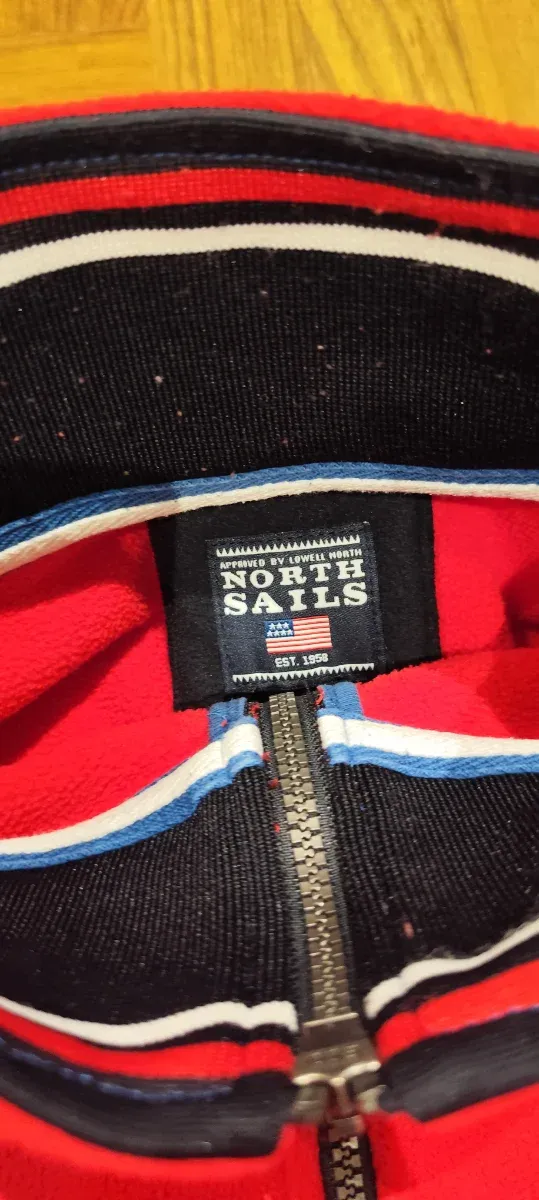 APPROVED BY LOWELL NORTH
NORTH
SAILS
EST. 1958